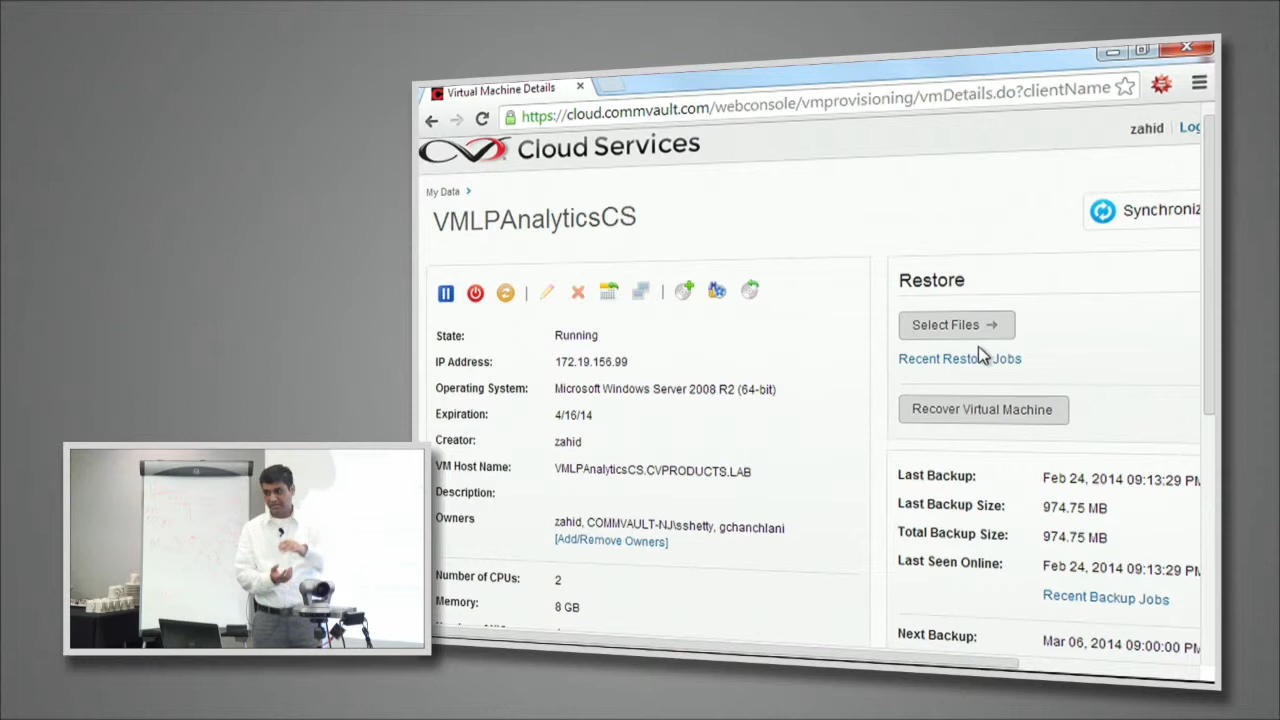 Virtual Machine Details
https://cloud.commvault.com/webconsole/vmprovisioning/vmDetails.do?clientName
zahid Log
CV Cloud Services
My Data
VMLPAnalyticsCS
Synchroniz
State: Running
IP Address: 172.19.156.99
Operating System: Microsoft Windows Server 2008 R2 (64-bit)
Expiration: 4/16/14
Creator: zahid
VM Host Name: VMLPAnalyticsCS.CVPRODUCTS.LAB
Description:
Owners zahid, COMMVAULT-NJ\sshetty, gchanchlani
[Add/Remove Owners]
Number of CPUs: 2
Memory: 8 GB
Restore
Select Files
Recent Resto Jobs
Recover Virtual Machine
Last Backup: Feb 24, 2014 09:13:29 PM
Last Backup Size: 974.75 MB
Total Backup Size: 974.75 MB
Last Seen Online: Feb 24, 2014 09:13:29 PM
Recent Backup Jobs
Next Backup: Mar 06, 2014 09:00:00 PM